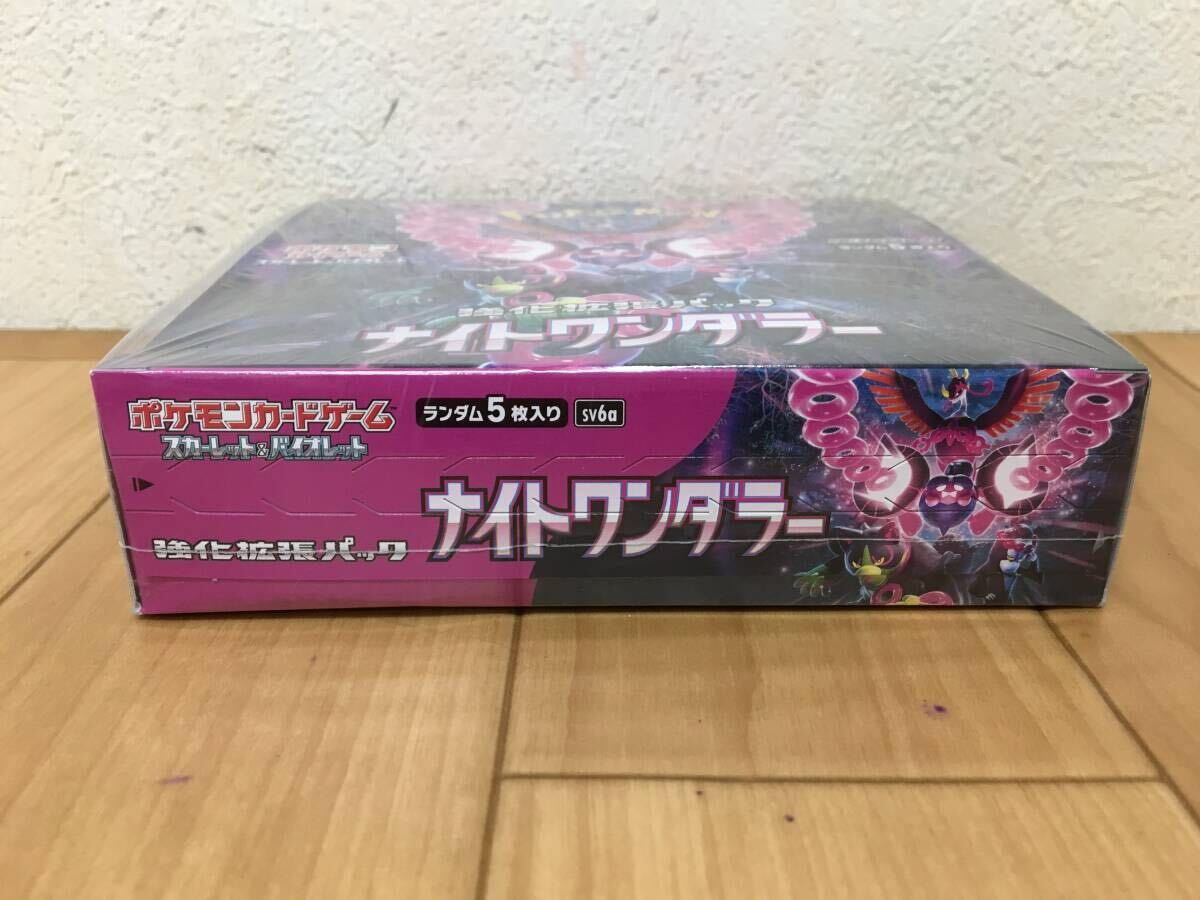 強化拡張パック
ナイトワンダラー
ポケモンカードゲーム
スカーレット&バイオレット
ランダム5枚入り
sv6a
ナイトワンダラー
強化拡張パック